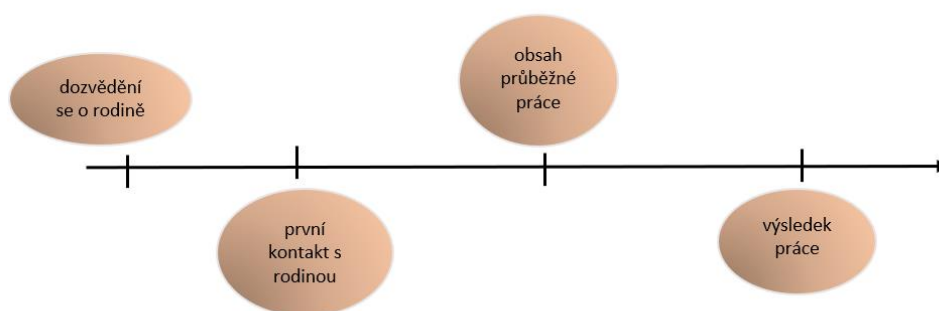 dozvědění
se o rodině
první
kontakt s
rodinou
obsah
průběžné
práce
výsledek
práce